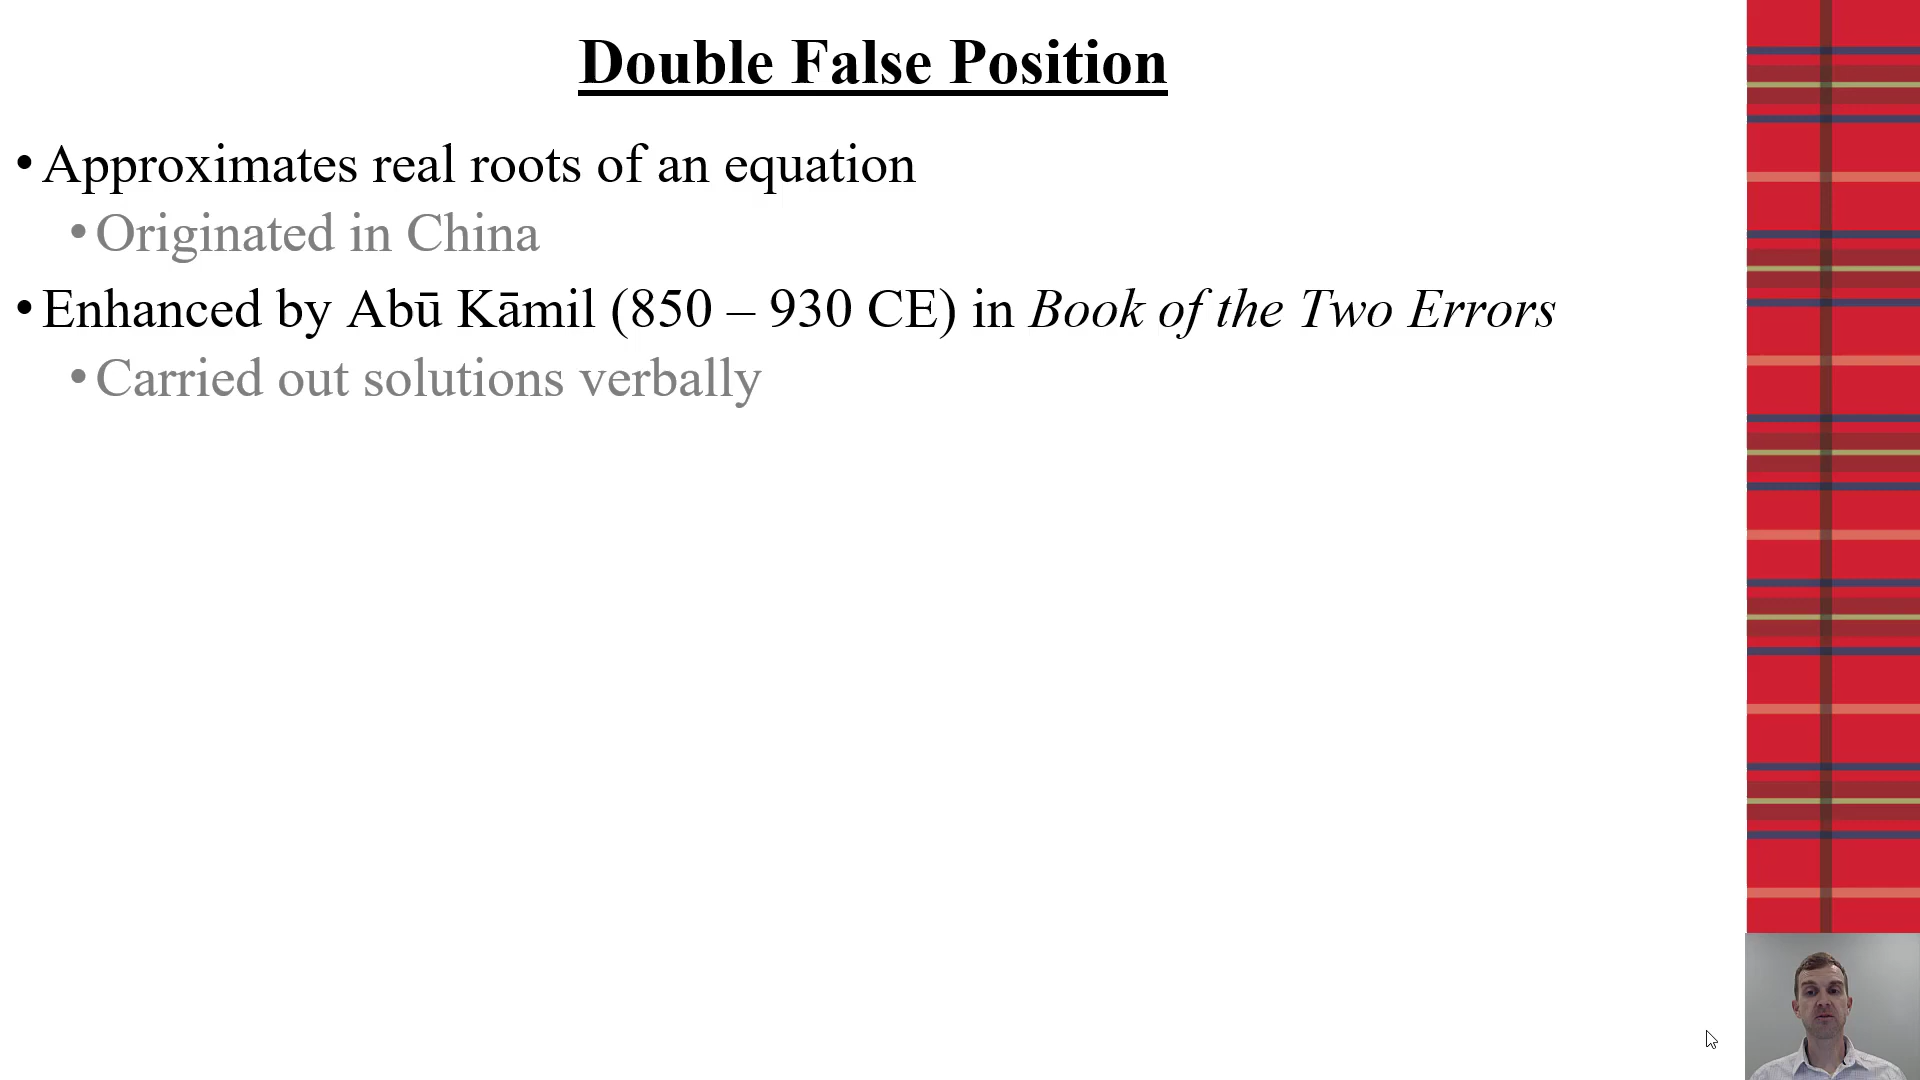 Double False Position
• Approximates real roots of an equation
• Originated in China
• Enhanced by Abū Kāmil (850 – 930 CE) in Book of the Two Errors
• Carried out solutions verbally